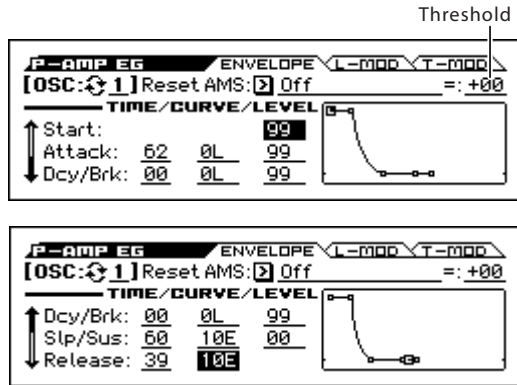 Threshold
P-AMP EG ENVELOPE L-MOD T-MOD
[OSC: 1 ] Reset AMS: Off =: +00
TIME/CURVE/LEVEL
Start: 99
Attack: 62 0L 99
Dcy/Brk: 00 0L 99
P-AMP EG ENVELOPE L-MOD T-MOD
[OSC: 1 ] Reset AMS: Off =: +00
TIME/CURVE/LEVEL
Dcy/Brk: 00 0L 99
Slp/Sus: 60 10E 00
Release: 39 10E